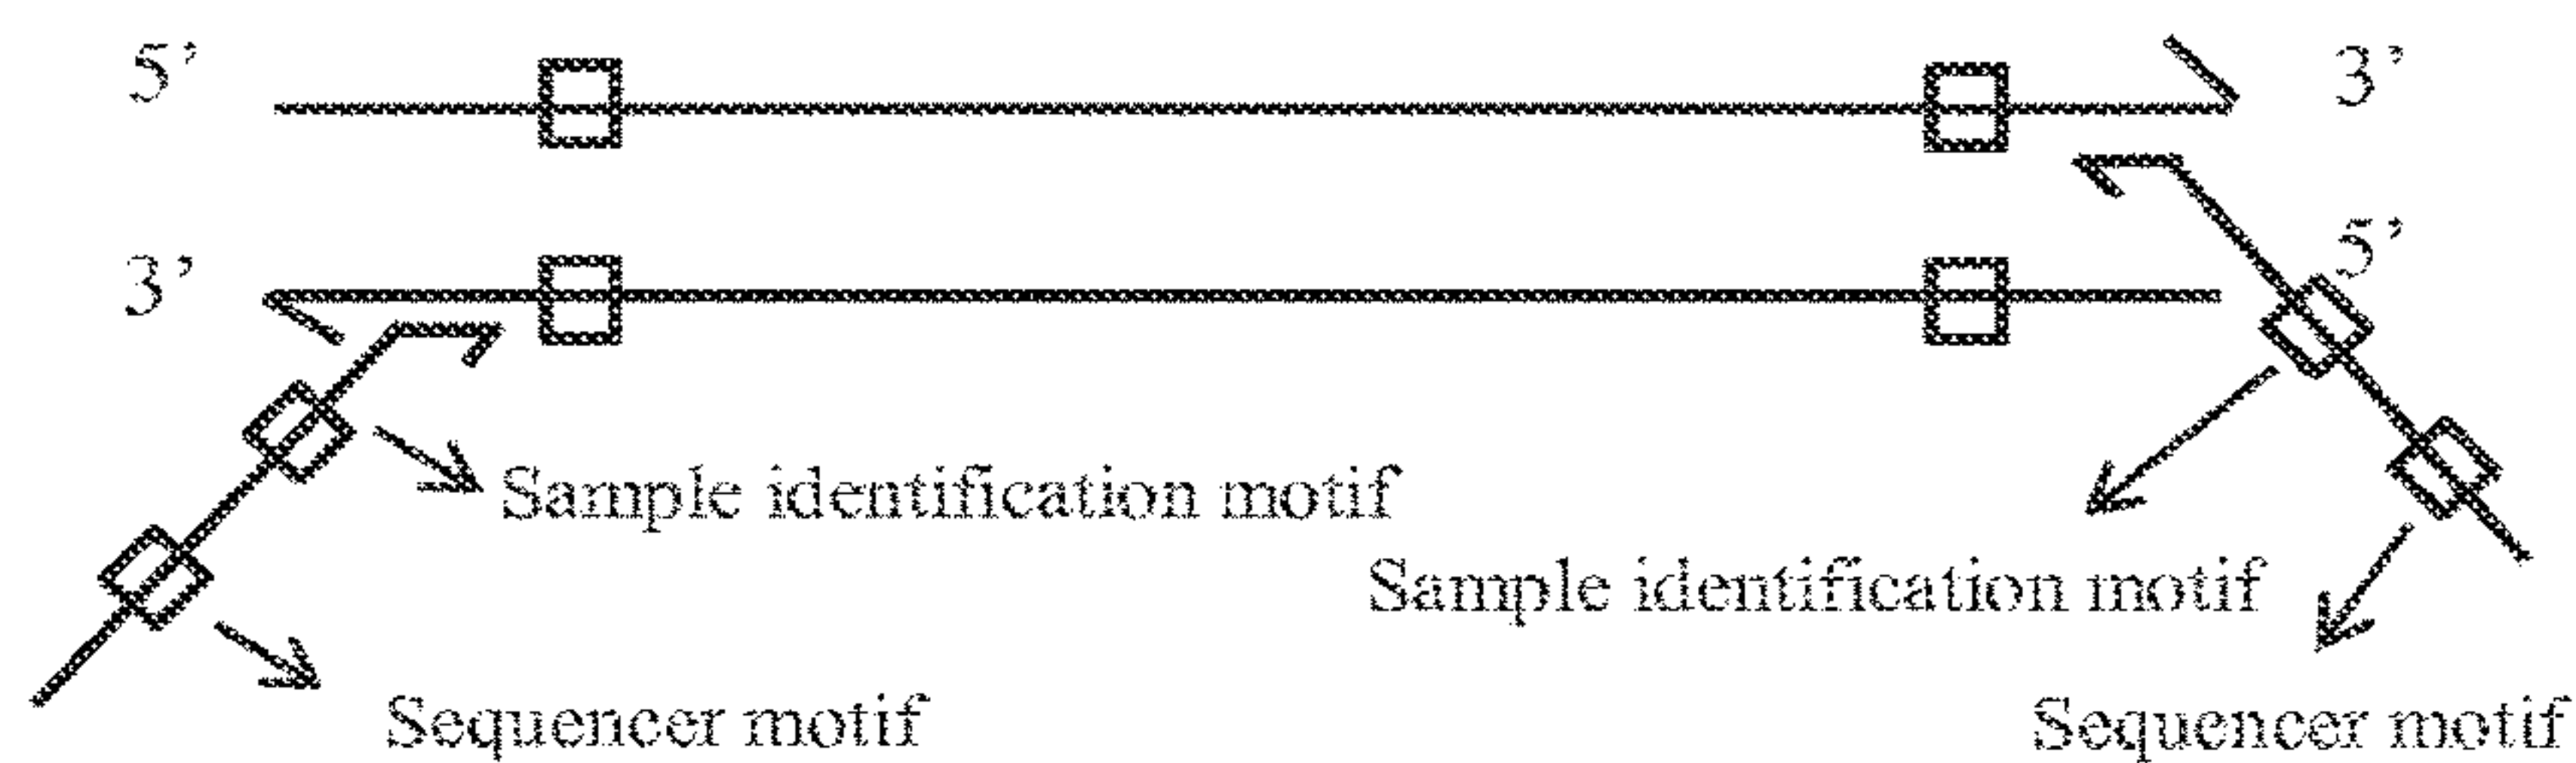 5’
3’
3’
5’
Sample identification motif
Sample identification motif
Sequencer motif
Sequencer motif